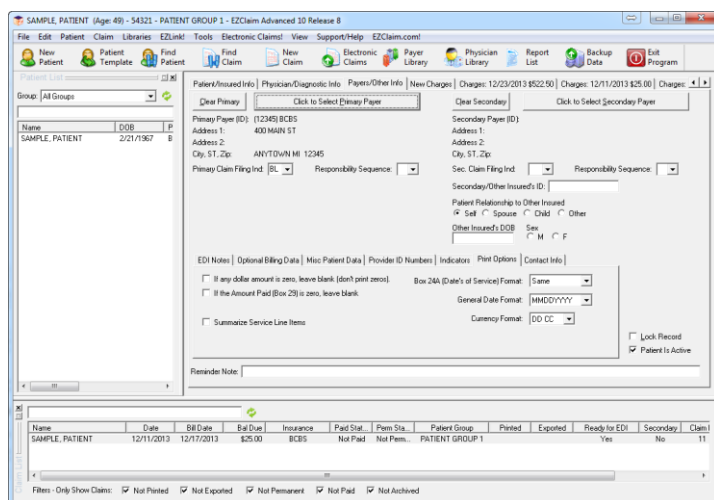 SAMPLE, PATIENT (Age: 49) - 54321 - PATIENT GROUP 1 - EZClaim Advanced 10 Release 8
File Edit Patient Claim Libraries EZLink! Tools Electronic Claims! View Support/Help EZClaim.com!
New Patient
Patient Template
Find Patient
Find Claim
New Claim
Electronic Claims
Payer Library
Physician Library
Report List
Backup Data
Exit Program
Patient List
Group: All Groups
Name DOB P
SAMPLE, PATIENT 2/21/1967 B
Patient/Insured Info Physician/Diagnostic Info Payers/Other Info New Charges Charges: 12/23/2013 $522.50 Charges: 12/11/2013 $25.00 Charges:
Clear Primary Click to Select Primary Payer Clear Secondary Click to Select Secondary Payer
Primary Payer (ID): (12345) BCBS Secondary Payer (ID):
Address 1: 400 MAIN ST Address 1:
Address 2: Address 2:
City, ST, Zip: ANYTOWN MI 12345 City, ST, Zip:
Primary Claim Filing Ind: BL Responsibility Sequence: Sec. Claim Filing Ind: Responsibility Sequence:
Secondary/Other Insured's ID:
Patient Relationship to Other Insured
Self Spouse Child Other
Other Insured's DOB Sex
M F
EDI Notes Optional Billing Data Misc Patient Data Provider ID Numbers Indicators Print Options Contact Info
If any dollar amount is zero, leave blank (don't print zeros). Box 24A (Date's of Service) Format: Same
If the Amount Paid (Box 29) is zero, leave blank General Date Format: MMDDYYYY
Summarize Service Line Items Currency Format: DD CC
Lock Record
Patient Is Active
Reminder Note:
Claim List
Name Date Bill Date Bal Due Insurance Paid Stat... Perm Sta... Patient Group Printed Exported Ready for EDI Secondary Claim I
SAMPLE, PATIENT 12/11/2013 12/17/2013 $25.00 BCBS Not Paid Not Perm... PATIENT GROUP 1 Yes No 11
Filters - Only Show Claims: Not Printed Not Exported Not Permanent Not Paid Not Archived